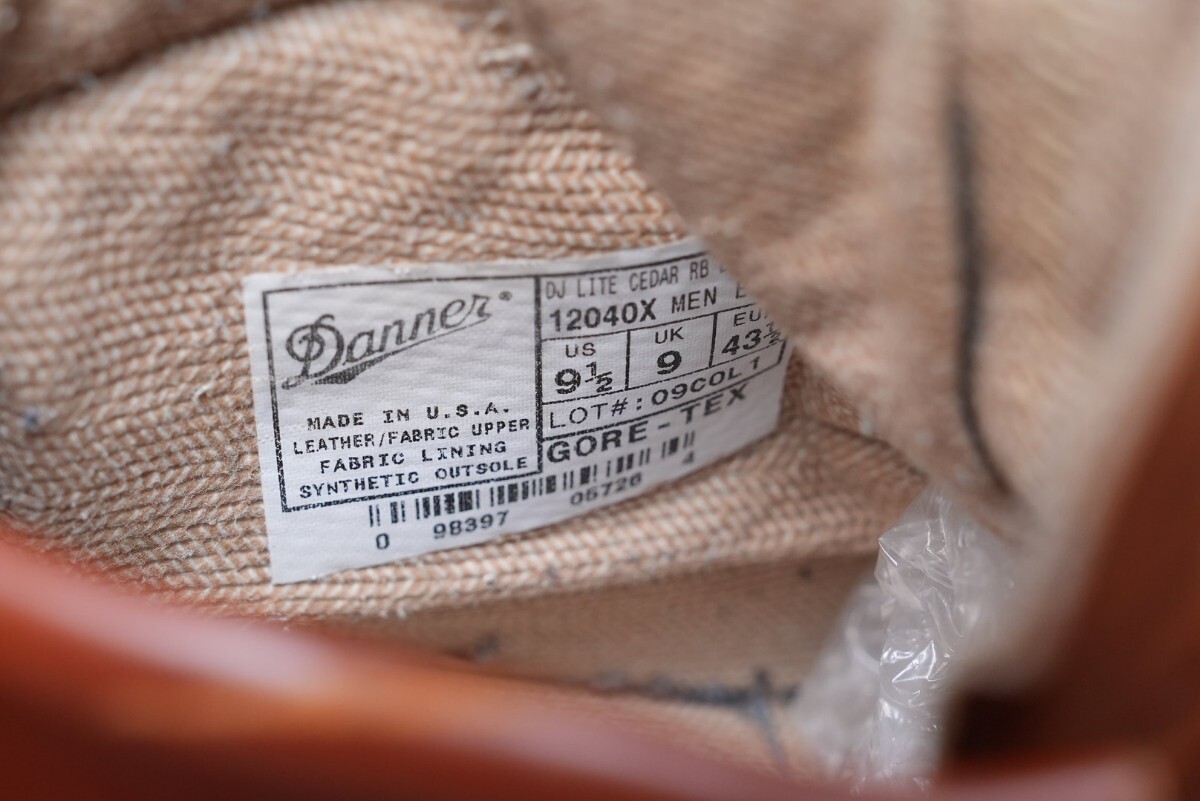 Danner®
MADE IN U.S.A.
LEATHER/FABRIC UPPER
FABRIC LINING
SYNTHETIC OUTSOLE
DJ LITE CEDAR RB
12040X MEN
US
9½
UK
9
EU
43½
LOT#: 09COL1
GORE-TEX
0 98397 05726 4